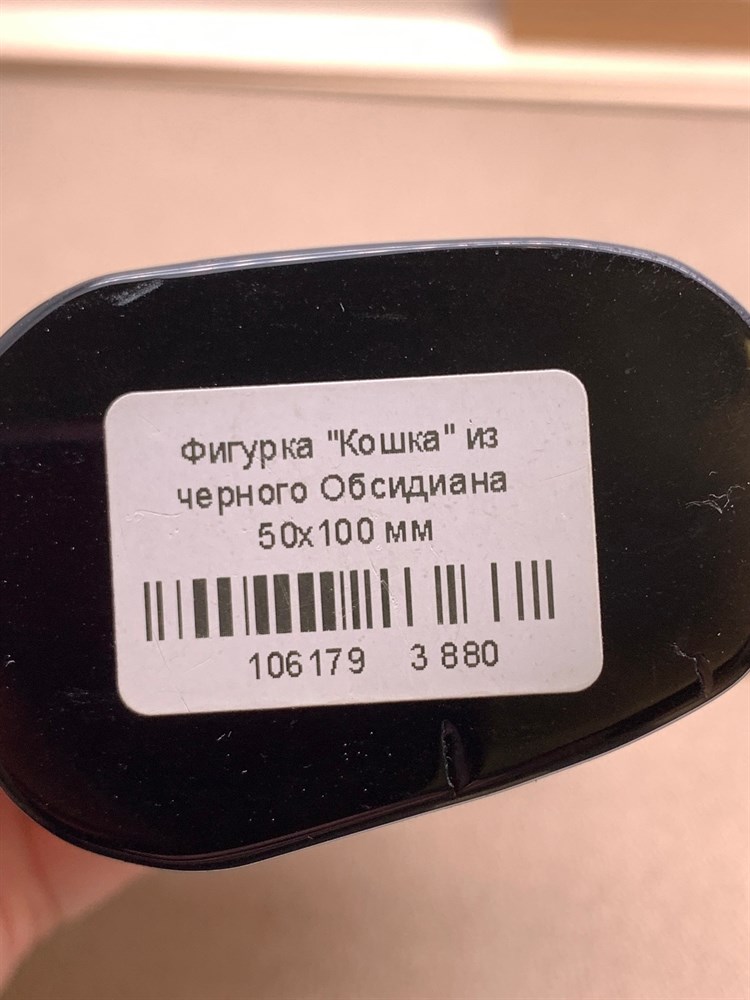 Фигурка "Кошка" из
черного Обсидиана
50х100 мм
106179 3 880